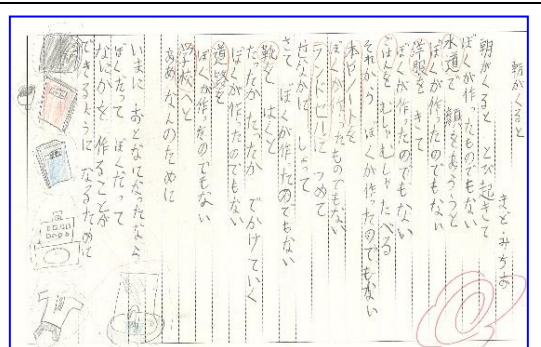 朝がくると
まど・みちお
朝がくると とび起きて
ぼくが作ったものでもない
水道で 顔をあらうと
ぼくが作ったのでもない
洋服を きて
ぼくが作ったのでもない
ごはんを むしゃむしゃ たべる
それから ぼくが作ったのでもない
本やノートを
ぼくが作ったものでもない
ランドセルに つめて
せなかに しょって
さて ぼくが作ったのでもない
靴を はくと
たったか たったか でかけていく
ぼくが作ったのでもない
道路を
ぼくが作ったのでもない
学校へと
ああ なんのために
いまに おとなになったなら
ぼくだって ぼくだって
なにかを 作ることが
できるように なるために